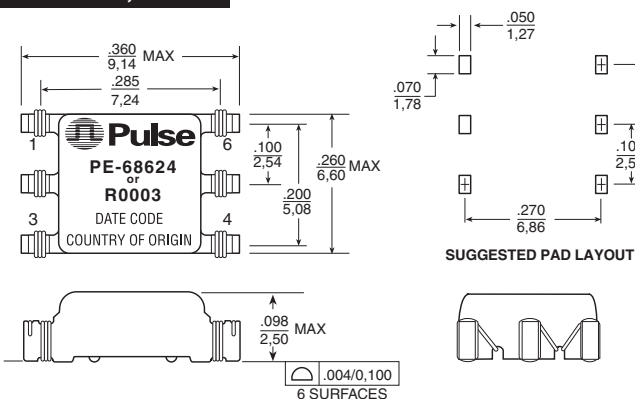 .360
9,14 MAX
.285
7,24
1
6
Pulse
PE-68624
or
R0003
3
4
DATE CODE
COUNTRY OF ORIGIN
.100
2,54
.200
5,08
.260
6,60 MAX
.050
1,27
.070
1,78
.270
6,86
SUGGESTED PAD LAYOUT
.098
2,50 MAX
.004/0,100
6 SURFACES